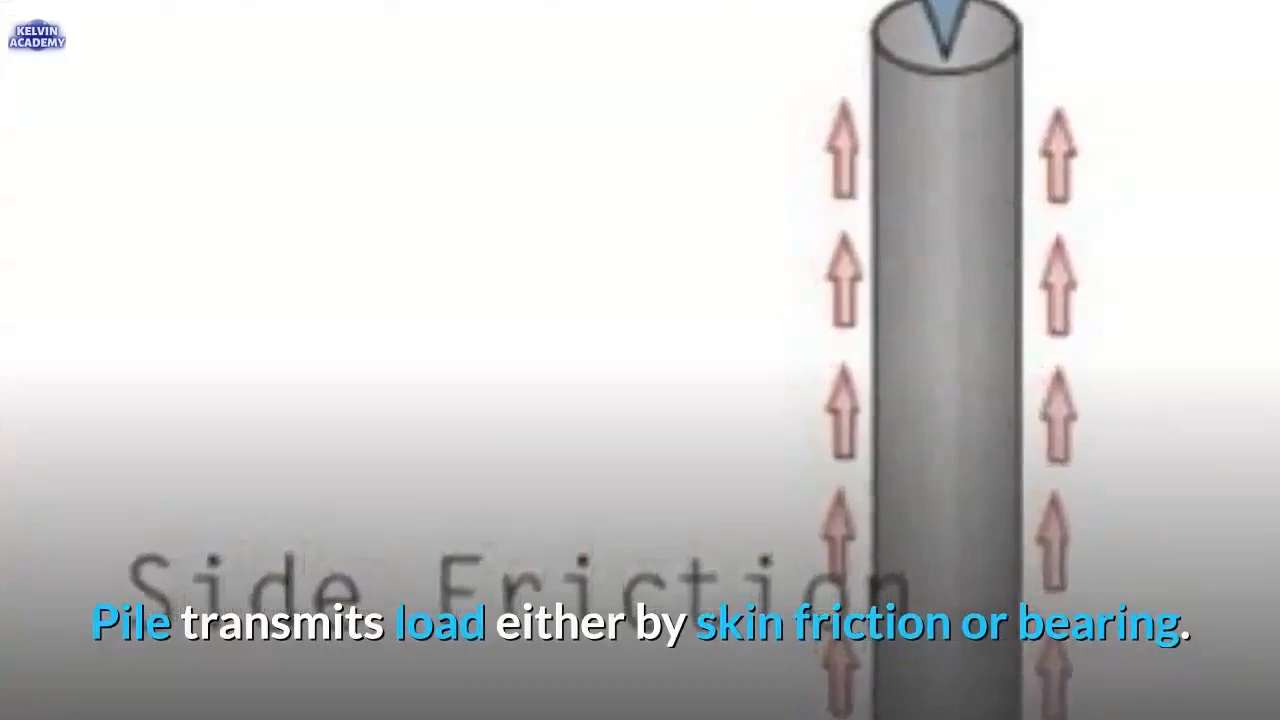 KELVIN
ACADEMY
Side Friction
Pile transmits load either by skin friction or bearing.